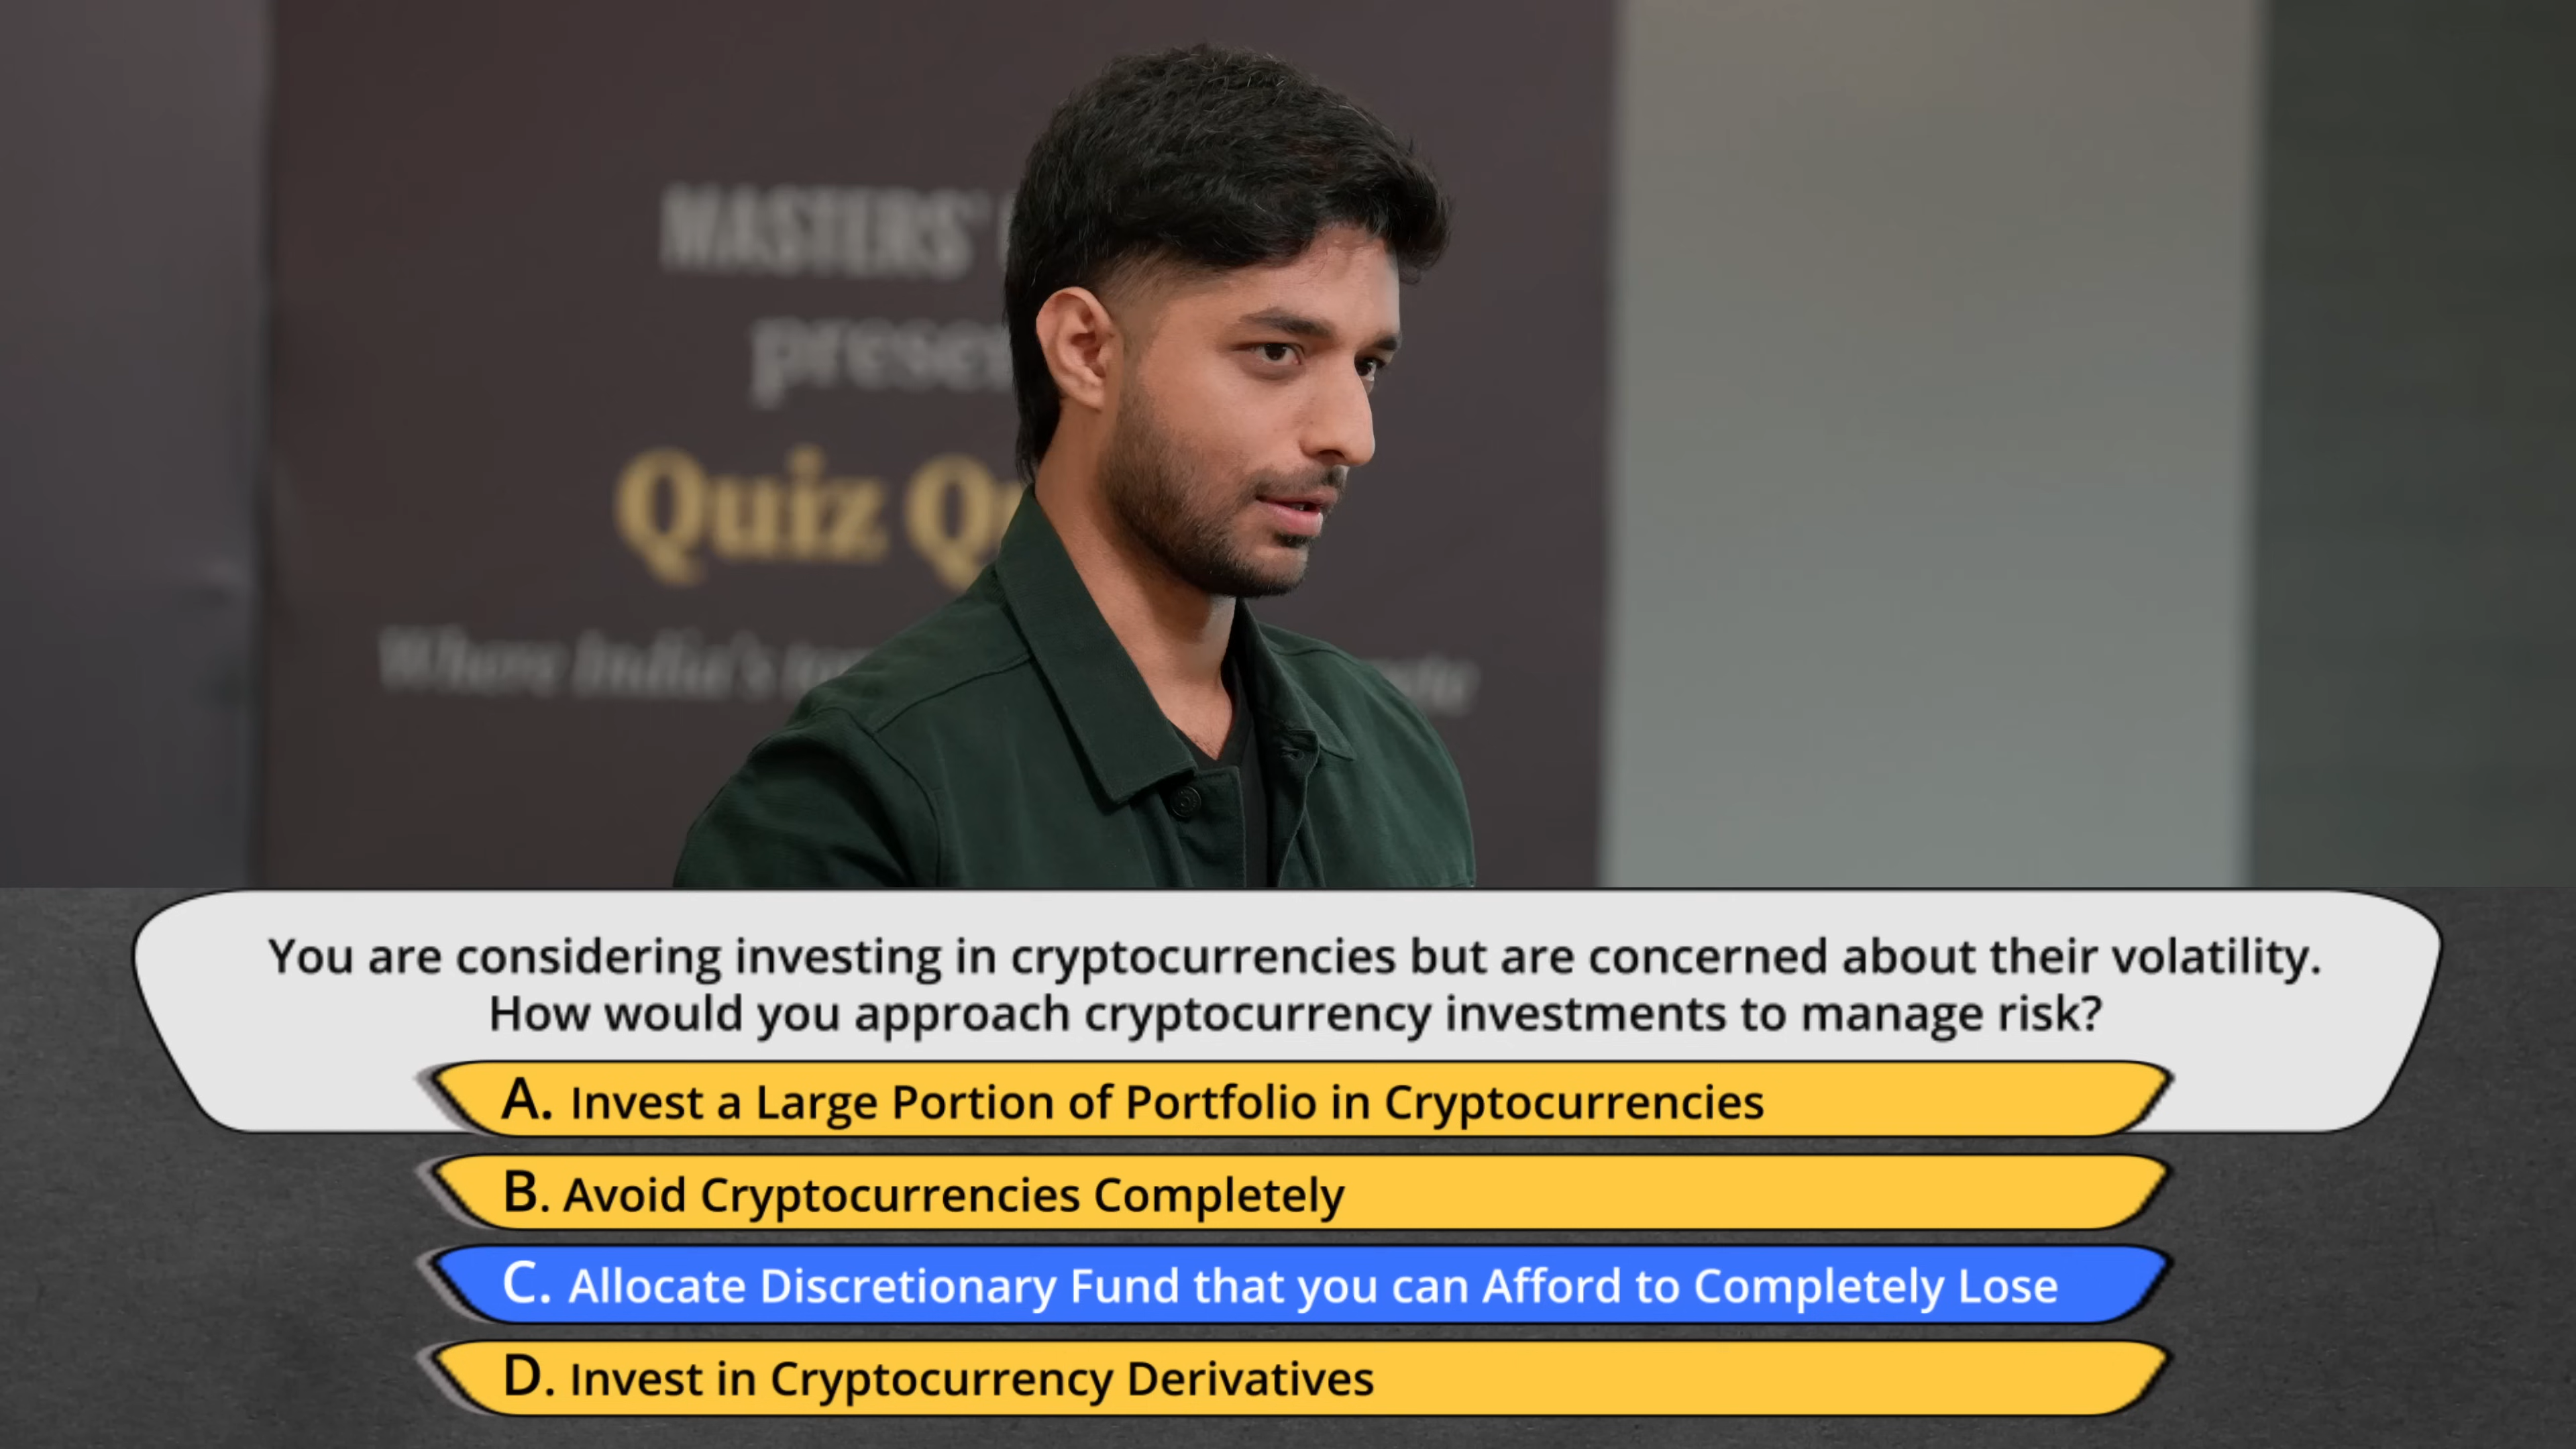 MASTERS'
Quiz
Where India's
You are considering investing in cryptocurrencies but are concerned about their volatility.
How would you approach cryptocurrency investments to manage risk?
A. Invest a Large Portion of Portfolio in Cryptocurrencies
B. Avoid Cryptocurrencies Completely
C. Allocate Discretionary Fund that you can Afford to Completely Lose
D. Invest in Cryptocurrency Derivatives